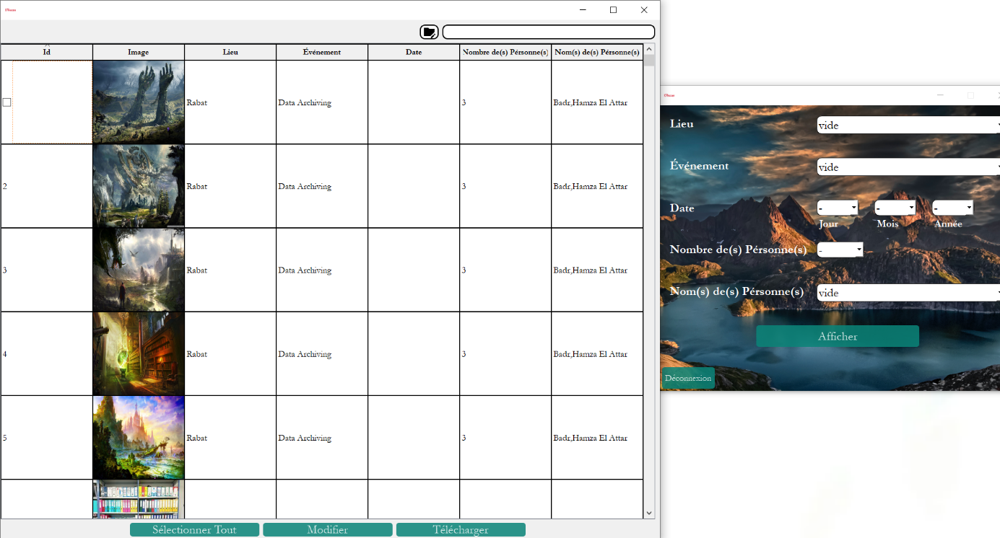 Id Image Lieu Événement Date Nombre de(s) Pérsonne(s) Nom(s) de(s) Pérsonne(s)
Rabat Data Archiving 3 Badr,Hamza El Attar
2 Rabat Data Archiving 3 Badr,Hamza El Attar
3 Rabat Data Archiving 3 Badr,Hamza El Attar
4 Rabat Data Archiving 3 Badr,Hamza El Attar
5 Rabat Data Archiving 3 Badr,Hamza El Attar
Sélectionner Tout Modifier Télécharger
Lieu vide
Événement vide
Date - - -
Jour Mois Année
Nombre de(s) Pérsonne(s) -
Nom(s) de(s) Pérsonne(s) vide
Afficher
Déconnexion